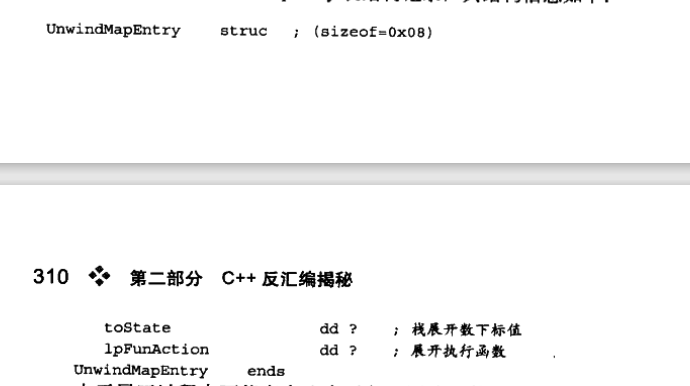 UnwindMapEntry struc ; (sizeof=0x08)
310 ❖ 第二部分 C++ 反汇编揭秘
toState dd ? ; 栈展开数下标值
lpFunAction dd ? ; 展开执行函数
UnwindMapEntry ends